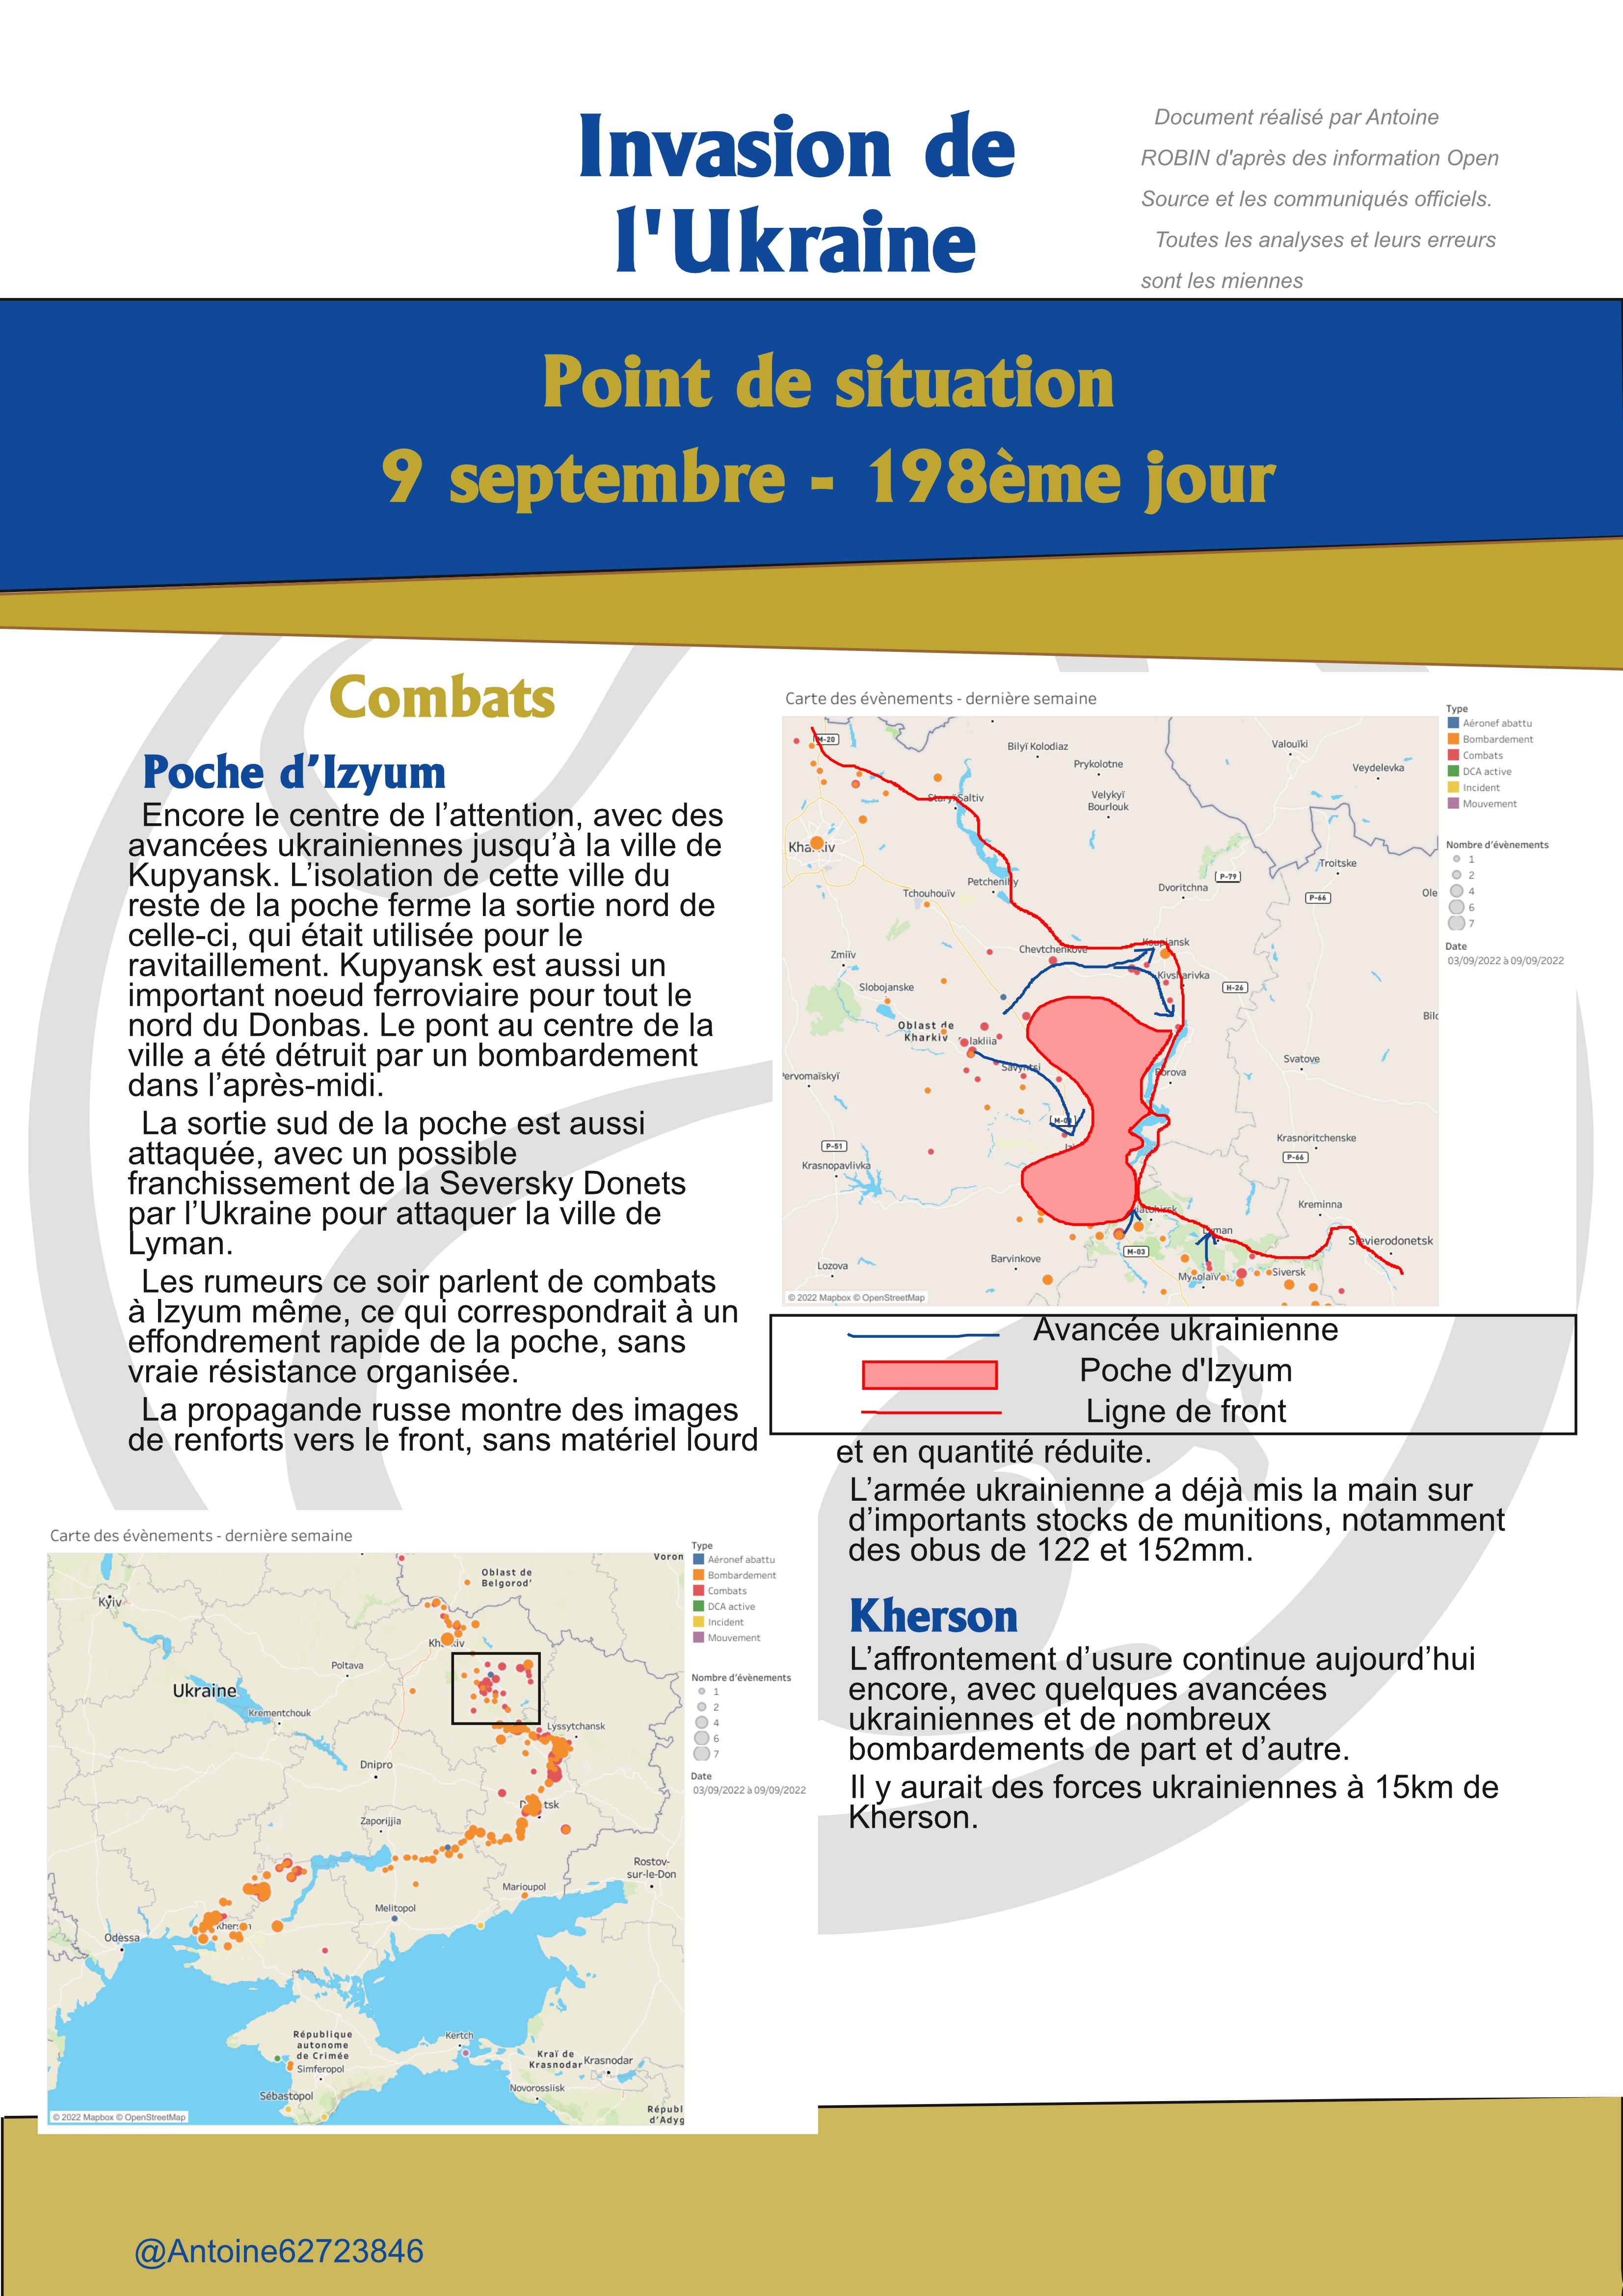 Invasion de
l'Ukraine
Document réalisé par Antoine
ROBIN d'après des information Open
Source et les communiqués officiels.
Toutes les analyses et leurs erreurs
sont les miennes
Point de situation
9 septembre - 198ème jour
Combats
Poche d’Izyum
Encore le centre de l’attention, avec des
avancées ukrainiennes jusqu’à la ville de
Kupyansk. L’isolation de cette ville du
reste de la poche ferme la sortie nord de
celle-ci, qui était utilisée pour le
ravitaillement. Kupyansk est aussi un
important noeud ferroviaire pour tout le
nord du Donbas. Le pont au centre de la
ville a été détruit par un bombardement
dans l’après-midi.
La sortie sud de la poche est aussi
attaquée, avec un possible
franchissement de la Seversky Donets
par l’Ukraine pour attaquer la ville de
Lyman.
Les rumeurs ce soir parlent de combats
à Izyum même, ce qui correspondrait à un
effondrement rapide de la poche, sans
vraie résistance organisée.
La propagande russe montre des images
de renforts vers le front, sans matériel lourd
Carte des évènements - dernière semaine
M-20
Bilyï Kolodiaz
Valouïki
Prykolotne
Veydelevka
Staryï Saltiv
Velykyï
Bourlouk
Troitske
Petchenihy
Dvoritchna
P-79
P-66
Ole
Tchouhouïv
Chevtchenkove
Koupiansk
Zmiïv
Kivsharivka
Slobojanske
H-26
Oblast de
Kharkiv
Bilo
Savyntsi
Svatove
Pervomaïskyï
Borova
P-51
Krasnoritchenske
Krasnopavlivka
P-66
Kreminna
Sievierodonetsk
Barvinkove
M-03
Lozova
Siversk
© 2022 Mapbox © OpenStreetMap
Type
Aéronef abattu
Bombardement
Combats
DCA active
Incident
Mouvement
Nombre d'évènements
1
2
4
6
7
Date
03/09/2022 à 09/09/2022
Avancée ukrainienne
Poche d'Izyum
Ligne de front
et en quantité réduite.
L’armée ukrainienne a déjà mis la main sur
d’importants stocks de munitions, notamment
des obus de 122 et 152mm.
Kherson
L’affrontement d’usure continue aujourd’hui
encore, avec quelques avancées
ukrainiennes et de nombreux
bombardements de part et d’autre.
Il y aurait des forces ukrainiennes à 15km de
Kherson.
Carte des évènements - dernière semaine
Voron
Oblast de
Belgorod'
Kyïv
Poltava
Ukraine
Krementchouk
Lyssytchansk
Dnipro
Zaporijjia
Rostov-
sur-le-Don
Marioupol
Melitopol
Odessa
République
autonome
de Crimée
Simferopol
Kertch
Kraï de
Krasnodar
Krasnodar
Sébastopol
Novorossiisk
Républ
d'Adyg
© 2022 Mapbox © OpenStreetMap
Type
Aéronef abattu
Bombardement
Combats
DCA active
Incident
Mouvement
Nombre d'évènements
1
2
4
6
7
Date
03/09/2022 à 09/09/2022
@Antoine62723846